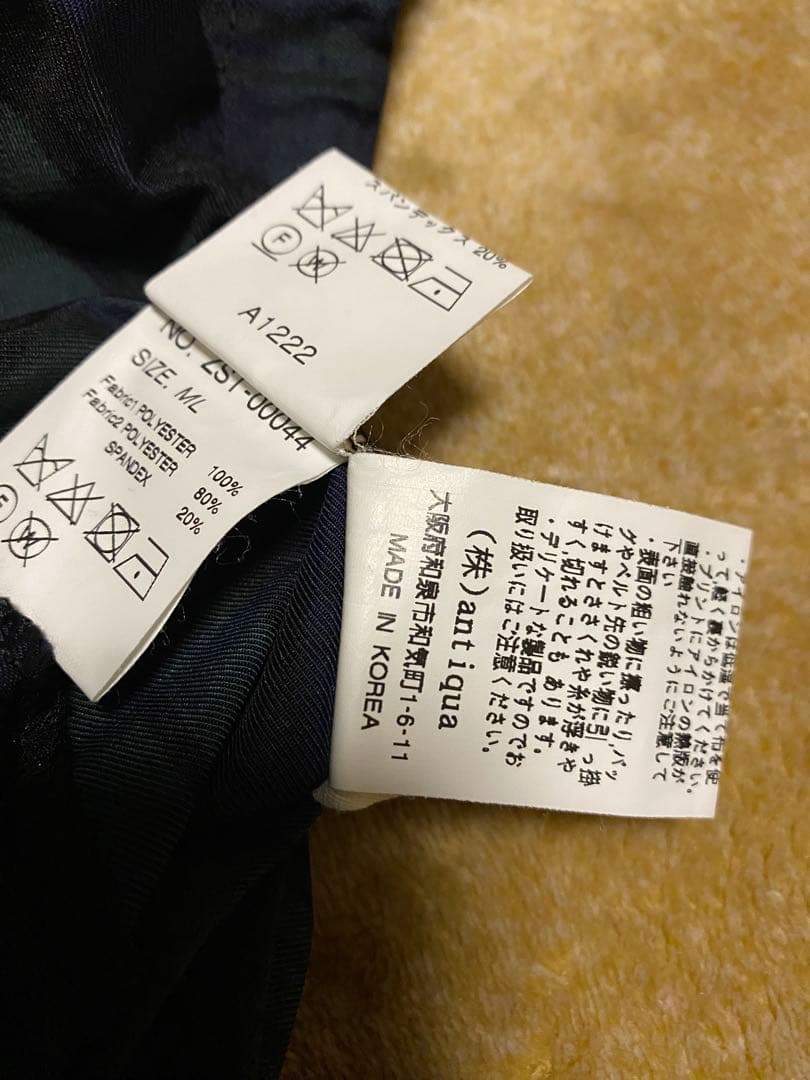 スパンデックス 20%
F
W
A1222
NO. ZST-00044
SIZE. ML
Fabric1 POLYESTER 100%
Fabric2 POLYESTER 80%
SPANDEX 20%
F
W
・アイロンは低温で当て布を使
って、軽く裏からかけてください。
・プリントにアイロンの熱版が
直接触れないようにご注意して
下さい
・表面の粗い物に擦ったり,バッ
グやベルト先の鋭い物に引っ掛
けますとささくれや糸が浮きや
すく,切れることも あります。
・デリケートな製品ですのでお
取り扱いにはご注意ください。
(株)antiqua
大阪府和泉市和気町1-6-11
MADE IN KOREA